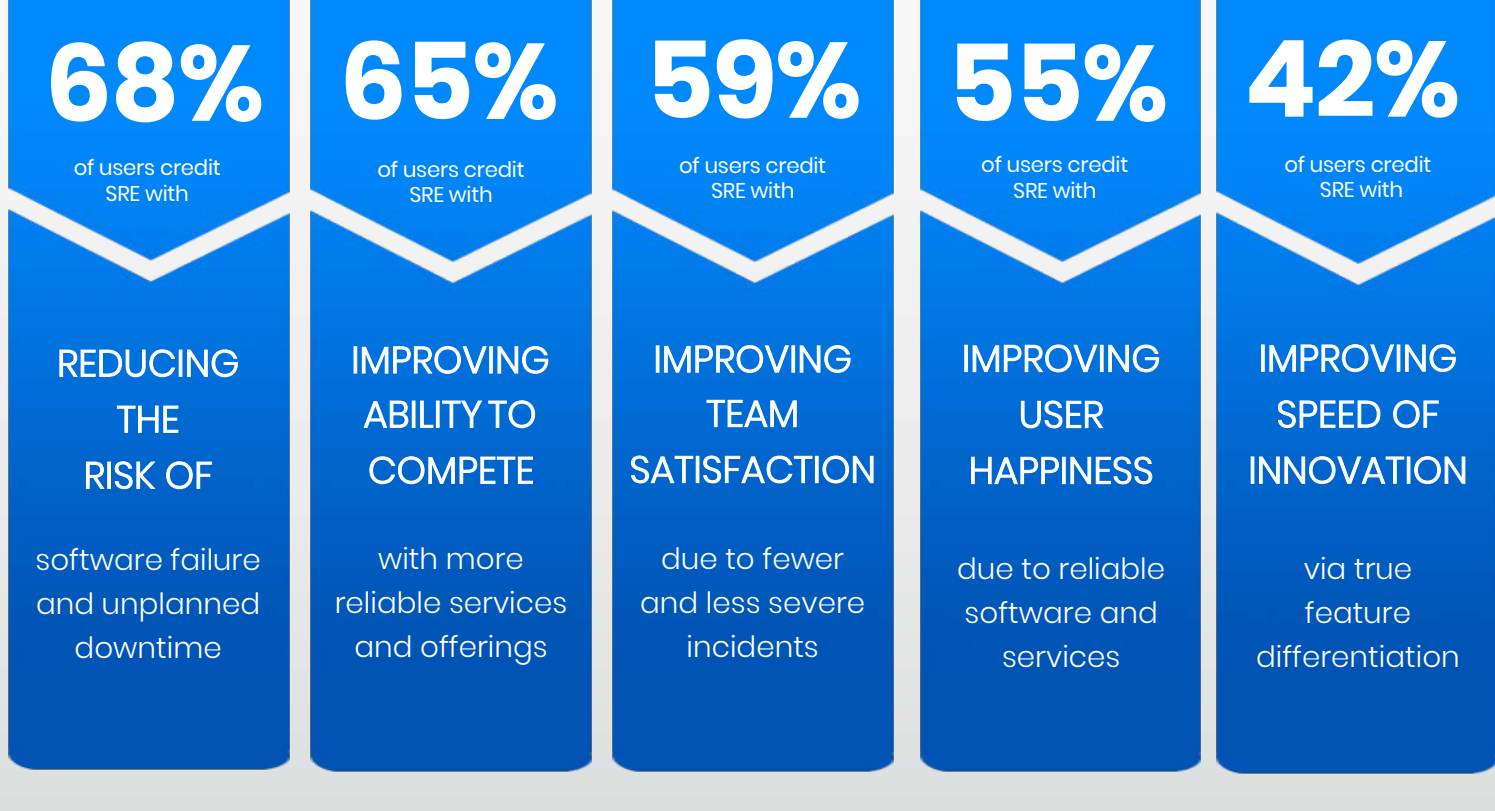 68%
of users credit
SRE with
REDUCING
THE
RISK OF
software failure
and unplanned
downtime
65%
of users credit
SRE with
IMPROVING
ABILITY TO
COMPETE
with more
reliable services
and offerings
59%
of users credit
SRE with
IMPROVING
TEAM
SATISFACTION
due to fewer
and less severe
incidents
55%
of users credit
SRE with
IMPROVING
USER
HAPPINESS
due to reliable
software and
services
42%
of users credit
SRE with
IMPROVING
SPEED OF
INNOVATION
via true
feature
differentiation